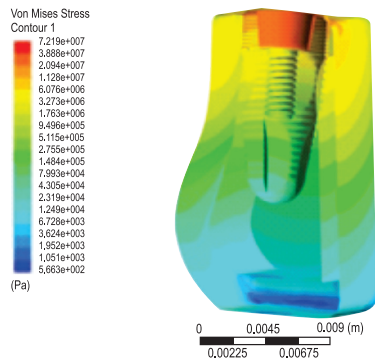 Von Mises Stress
Contour 1
7.219e+007
3.888e+007
2.094e+007
1.128e+007
6.076e+006
3.273e+006
1.763e+006
9.496e+005
5.115e+005
2.755e+005
1.484e+005
7.993e+004
4.305e+004
2.319e+004
1.249e+004
6.728e+003
3,624e+003
1,952e+003
1,051e+003
5,663e+002
(Pa)
0 0.0045 0.009 (m)
0.00225 0.00675